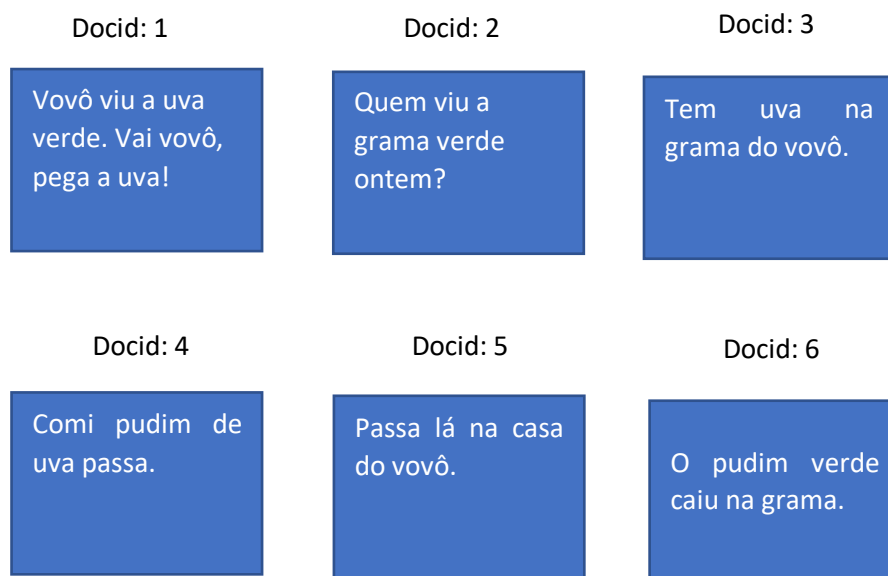 Docid: 1
Vovô viu a uva
verde. Vai vovô,
pega a uva!
Docid: 2
Quem viu a
grama verde
ontem?
Docid: 3
Tem uva na
grama do vovô.
Docid: 4
Comi pudim de
uva passa.
Docid: 5
Passa lá na casa
do vovô.
Docid: 6
O pudim verde
caiu na grama.